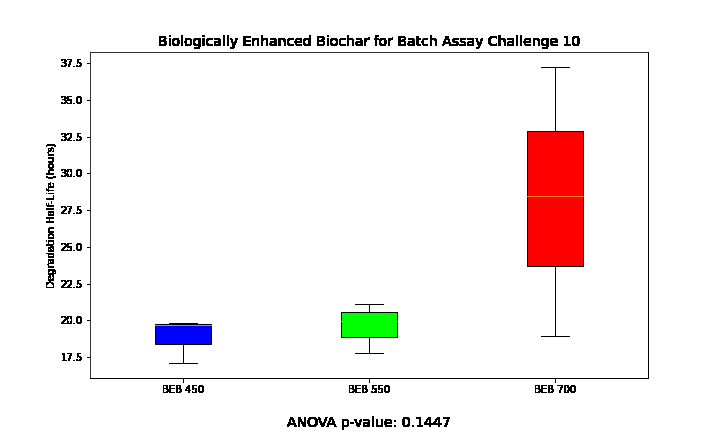 Biologically Enhanced Biochar for Batch Assay Challenge 10
37.5
35.0
32.5
30.0
27.5
25.0
22.5
20.0
17.5
Degradation Half-Life (hours)
BEB 450 BEB 550 BEB 700
ANOVA p-value: 0.1447